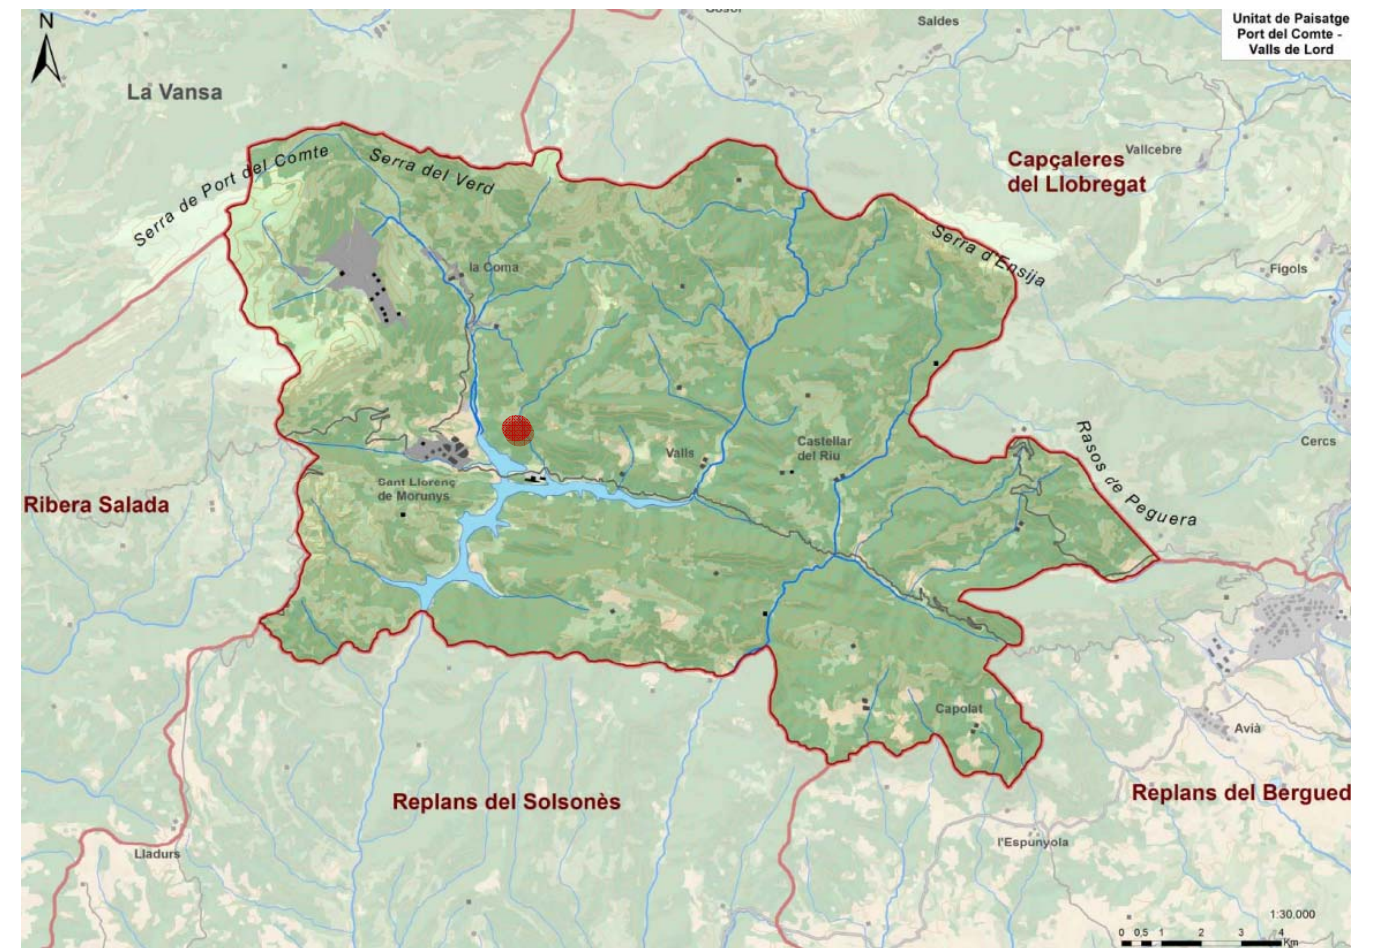 N
Saldes
Unitat de Paisatge
Port del Comte -
Valls de Lord
La Vansa
Serra de Port del Comte
Serra del Verd
Capçaleres
del Llobregat
Vallcebre
Serra d'Ensija
la Coma
Figols
Rasos de Peguera
Castellar
del Riu
Valls
Cercs
Sant Llorenç
de Morunys
Ribera Salada
Capolat
Avià
Replans del Solsonès
Replans del Bergued
Lladurs
l'Espunyola
1:30.000
0 0,5 1 2 3 4
Km